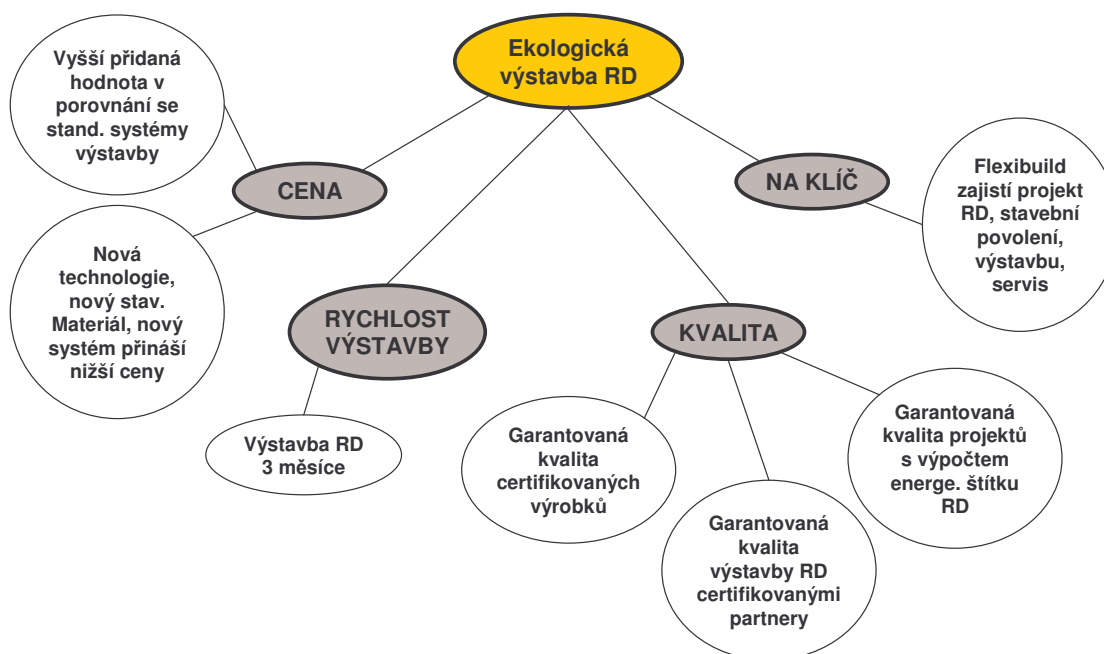 Ekologická
výstavba RD
Vyšší přidaná
hodnota v
porovnání se
stand. systémy
výstavby
CENA
NA KLÍČ
Flexibuild
zajistí projekt
RD, stavební
povolení,
výstavbu,
servis
Nová
technologie,
nový stav.
Materiál, nový
systém přináší
nižší ceny
RYCHLOST
VÝSTAVBY
KVALITA
Výstavba RD
3 měsíce
Garantovaná
kvalita
certifikovaných
výrobků
Garantovaná
kvalita
výstavby RD
certifikovanými
partnery
Garantovaná
kvalita projektů
s výpočtem
energe. štítku
RD